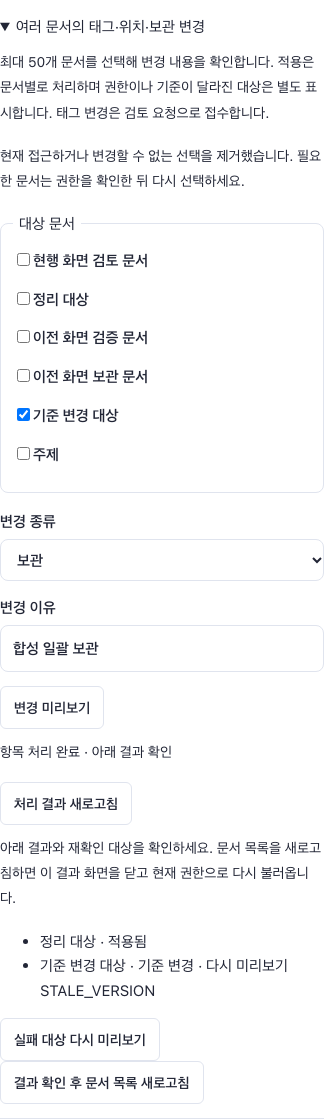 ▼ 여러 문서의 태그·위치·보관 변경
최대 50개 문서를 선택해 변경 내용을 확인합니다. 적용은
문서별로 처리하며 권한이나 기준이 달라진 대상은 별도 표
시합니다. 태그 변경은 검토 요청으로 접수합니다.
현재 접근하거나 변경할 수 없는 선택을 제거했습니다. 필요
한 문서는 권한을 확인한 뒤 다시 선택하세요.
대상 문서
현행 화면 검토 문서
정리 대상
이전 화면 검증 문서
이전 화면 보관 문서
기준 변경 대상
주제
변경 종류
보관
변경 이유
합성 일괄 보관
변경 미리보기
항목 처리 완료 · 아래 결과 확인
처리 결과 새로고침
아래 결과와 재확인 대상을 확인하세요. 문서 목록을 새로고
침하면 이 결과 화면을 닫고 현재 권한으로 다시 불러옵니
다.
• 정리 대상 · 적용됨
• 기준 변경 대상 · 기준 변경 · 다시 미리보기
STALE_VERSION
실패 대상 다시 미리보기
결과 확인 후 문서 목록 새로고침